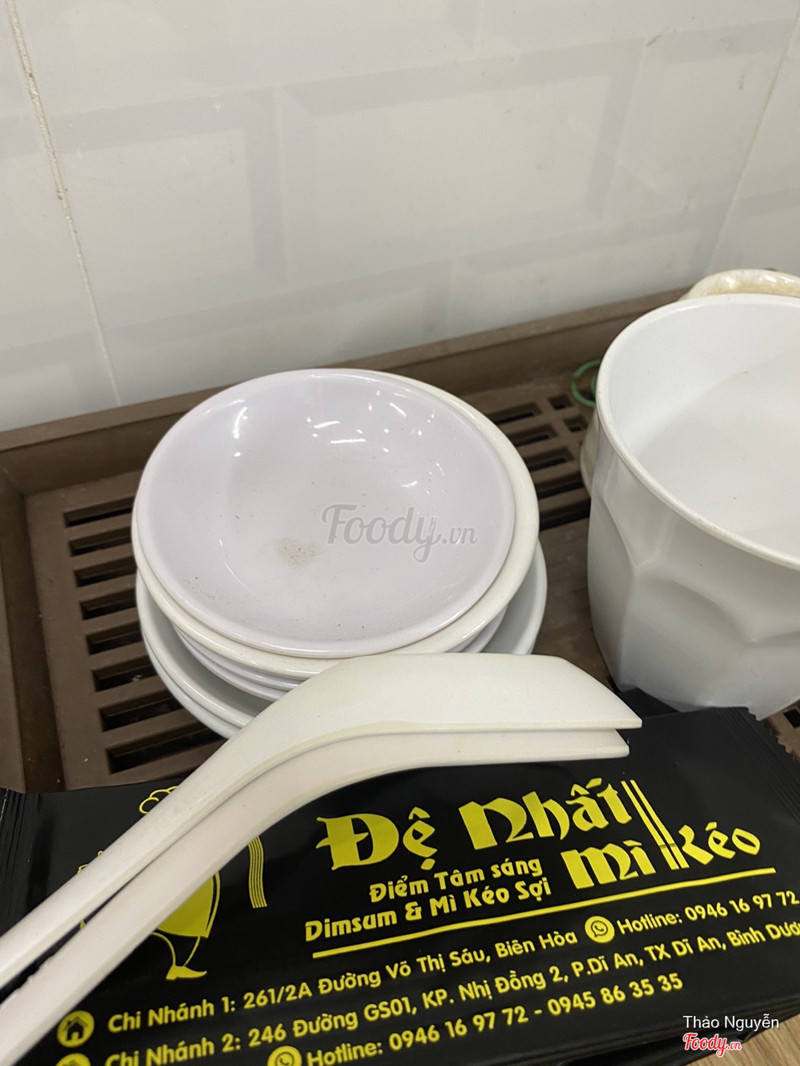 Foody.vn
Đệ Nhất
Mì Kéo
Điểm Tâm sáng
Dimsum & Mì Kéo Sợi
Chi Nhánh 1: 261/2A Đường Võ Thị Sáu, Biên Hòa Hotline: 0946 16 97 72
Chi Nhánh 2: 246 Đường GS01, KP. Nhị Đồng 2, P.Dĩ An, TX Dĩ An, Bình Dươ
Hotline: 0946 16 97 72 - 0945 86 35 35
Thảo Nguyễn
Foody.vn